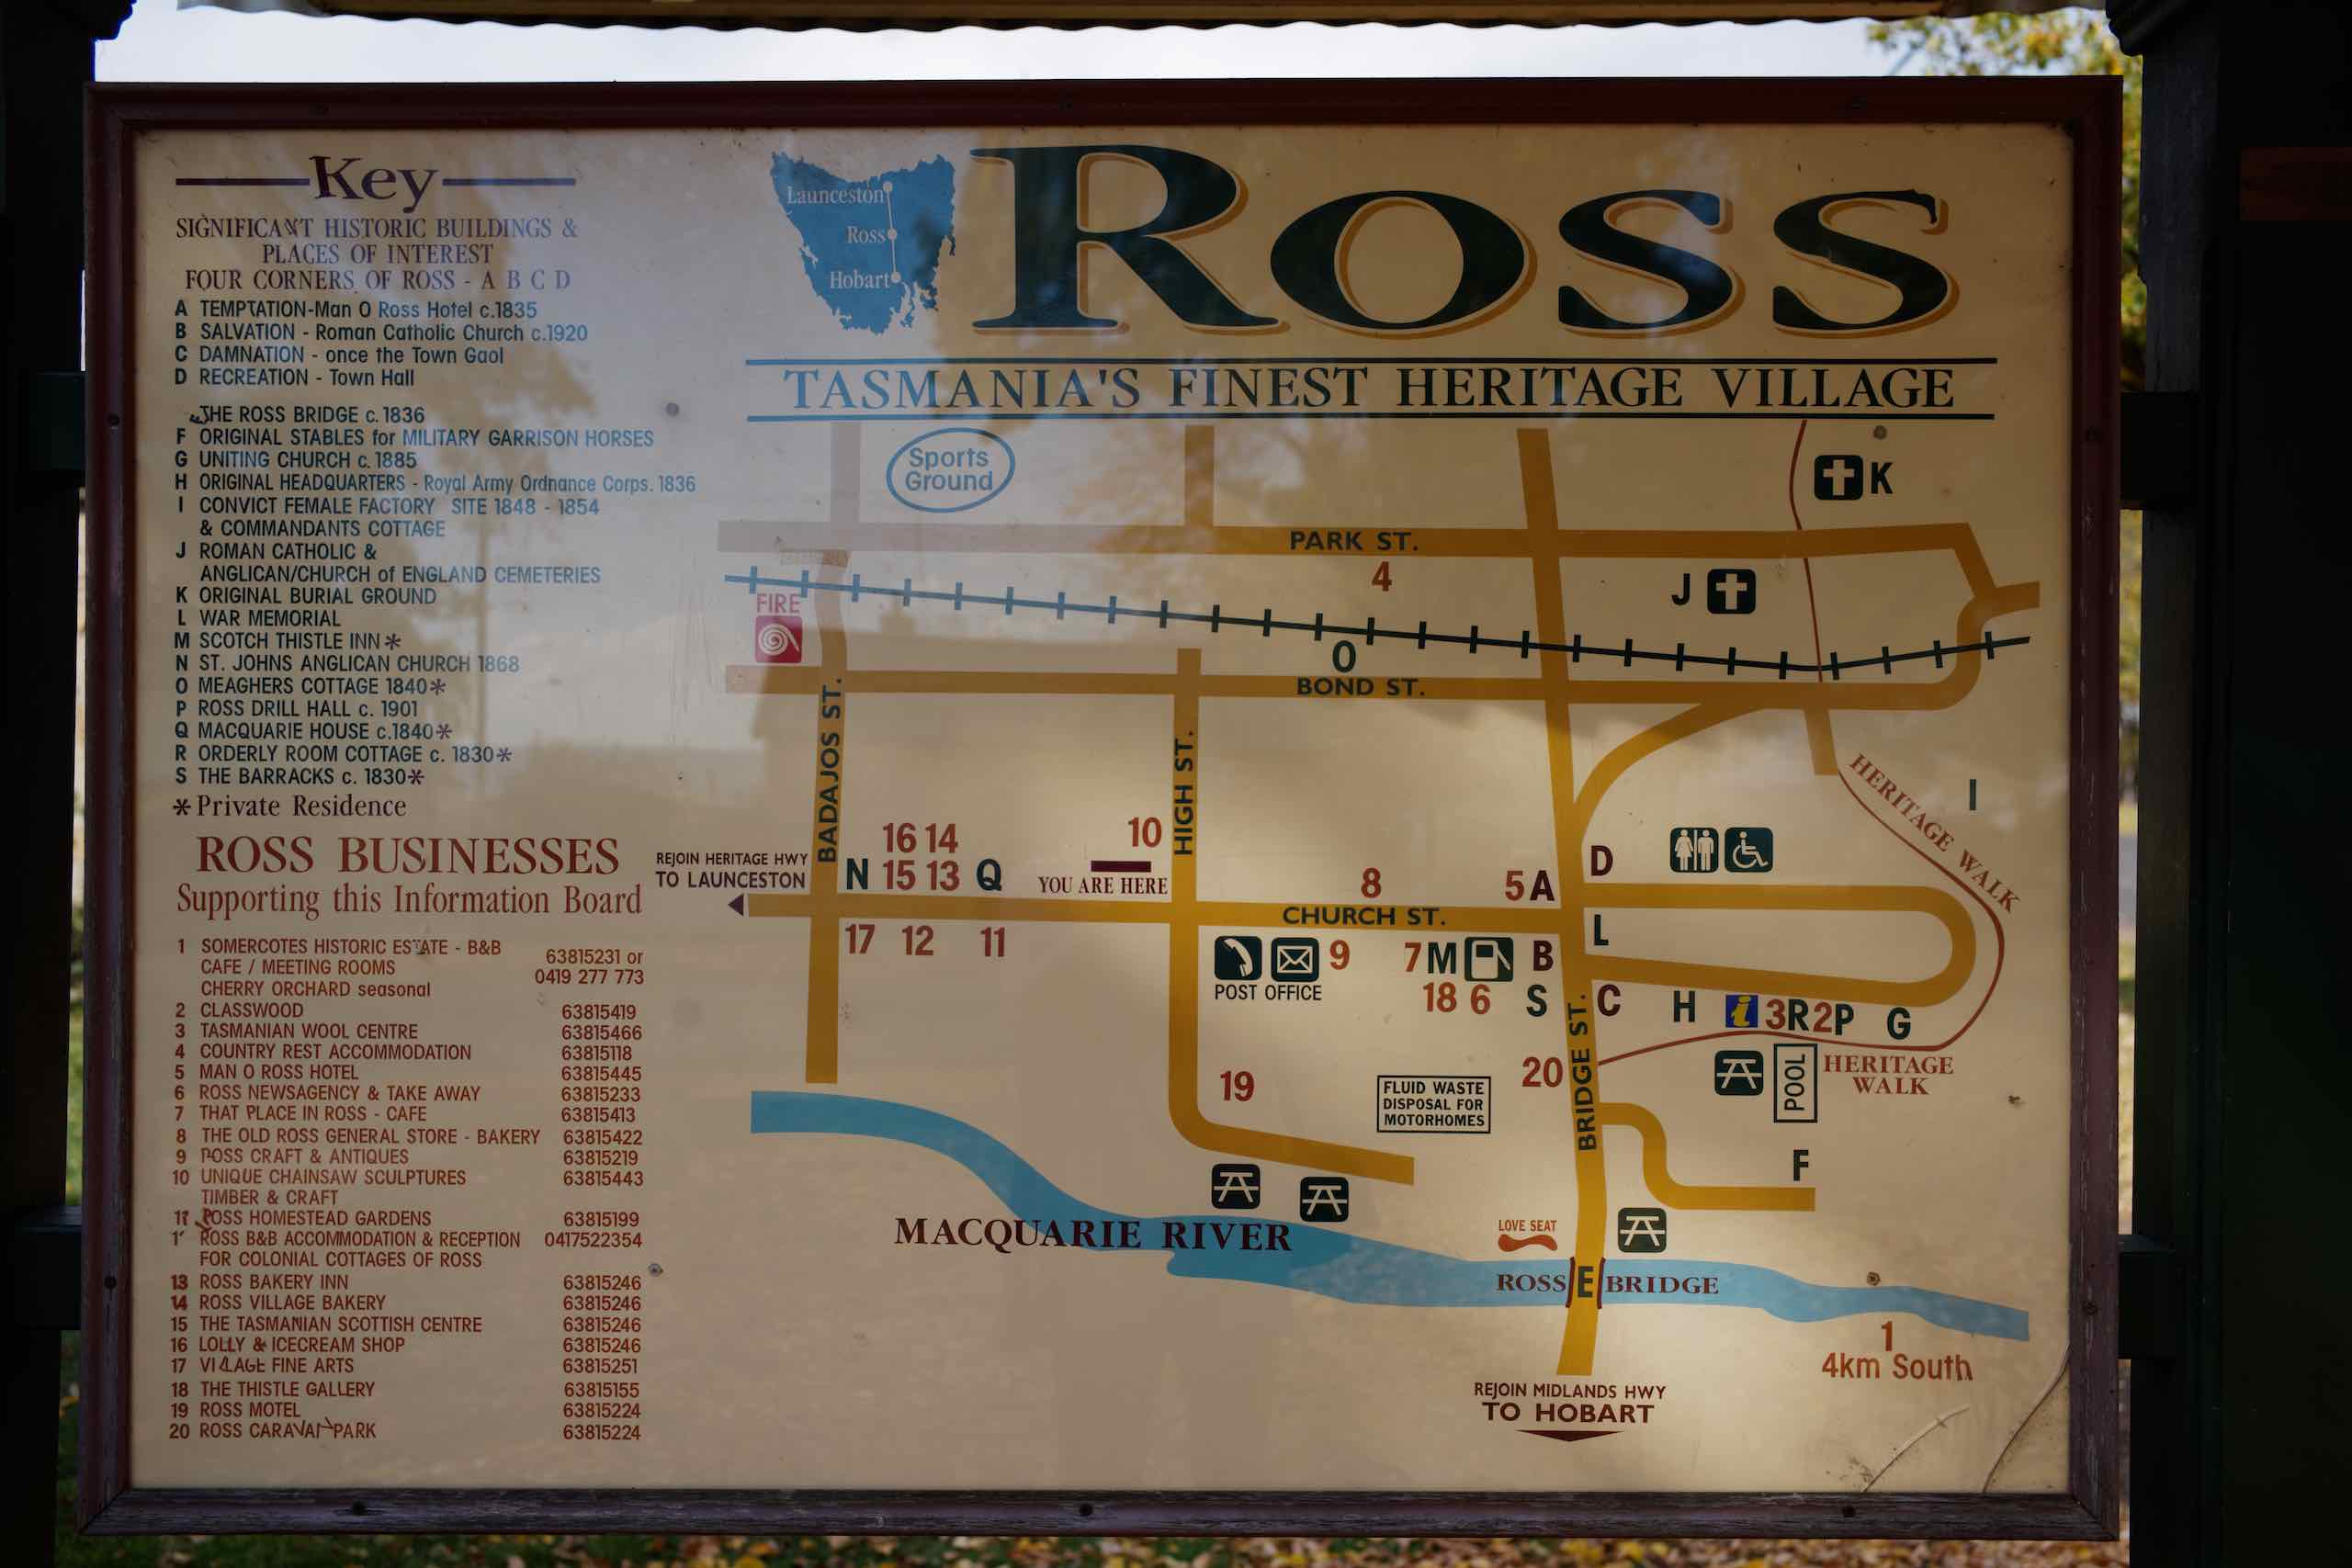 Key
SIGNIFICANT HISTORIC BUILDINGS &
PLACES OF INTEREST
FOUR CORNERS OF ROSS - A B C D
A TEMPTATION-Man O Ross Hotel c.1835
B SALVATION - Roman Catholic Church c.1920
C DAMNATION - once the Town Gaol
D RECREATION - Town Hall
THE ROSS BRIDGE c. 1836
F ORIGINAL STABLES for MILITARY GARRISON HORSES
G UNITING CHURCH c. 1885
H ORIGINAL HEADQUARTERS - Royal Army Ordnance Corps. 1836
I CONVICT FEMALE FACTORY SITE 1848 - 1854
& COMMANDANTS COTTAGE
J ROMAN CATHOLIC &
ANGLICAN/CHURCH of ENGLAND CEMETERIES
K ORIGINAL BURIAL GROUND
L WAR MEMORIAL
M SCOTCH THISTLE INN*
N ST. JOHNS ANGLICAN CHURCH 1868
O MEAGHERS COTTAGE 1840*
P ROSS DRILL HALL c. 1901
Q MACQUARIE HOUSE c.1840*
R ORDERLY ROOM COTTAGE c. 1830*
S THE BARRACKS c. 1830*
*Private Residence
ROSS BUSINESSES
Supporting this Information Board
1 SOMERCOTES HISTORIC ESTATE - B&B 63815231 or
CAFE / MEETING ROOMS 0419 277 773
CHERRY ORCHARD seasonal
2 CLASSWOOD 63815419
3 TASMANIAN WOOL CENTRE 63815466
4 COUNTRY REST ACCOMMODATION 63815118
5 MAN O ROSS HOTEL 63815445
6 ROSS NEWSAGENCY & TAKE AWAY 63815233
7 THAT PLACE IN ROSS - CAFE 63815413
8 THE OLD ROSS GENERAL STORE - BAKERY 63815422
9 ROSS CRAFT & ANTIQUES 63815219
10 UNIQUE CHAINSAW SCULPTURES 63815443
TIMBER & CRAFT
11 ROSS HOMESTEAD GARDENS 63815199
1 ROSS B&B ACCOMMODATION & RECEPTION 0417522354
FOR COLONIAL COTTAGES OF ROSS
13 ROSS BAKERY INN 63815246
14 ROSS VILLAGE BAKERY 63815246
15 THE TASMANIAN SCOTTISH CENTRE 63815246
16 LOLLY & ICECREAM SHOP 63815246
17 VILLAGE FINE ARTS 63815251
18 THE THISTLE GALLERY 63815155
19 ROSS MOTEL 63815224
20 ROSS CARAVAN PARK 63815224
Launceston
Ross
Hobart
ROSS
TASMANIA'S FINEST HERITAGE VILLAGE
Sports
Ground
K
PARK ST.
4
J
FIRE
O
BOND ST.
BADAJOS ST.
HIGH ST.
HERITAGE WALK
I
REJOIN HERITAGE HWY
TO LAUNCESTON
16 14
N 15 13 Q
10
YOU ARE HERE
8
5 A
D
CHURCH ST.
L
17 12 11
POST OFFICE
9
7 M
B
18 6
S
C
H
i
3 R 2 P
G
BRIDGE ST.
HERITAGE
WALK
POOL
19
FLUID WASTE
DISPOSAL FOR
MOTORHOMES
20
F
MACQUARIE RIVER
LOVE SEAT
ROSS E BRIDGE
1
4km South
REJOIN MIDLANDS HWY
TO HOBART